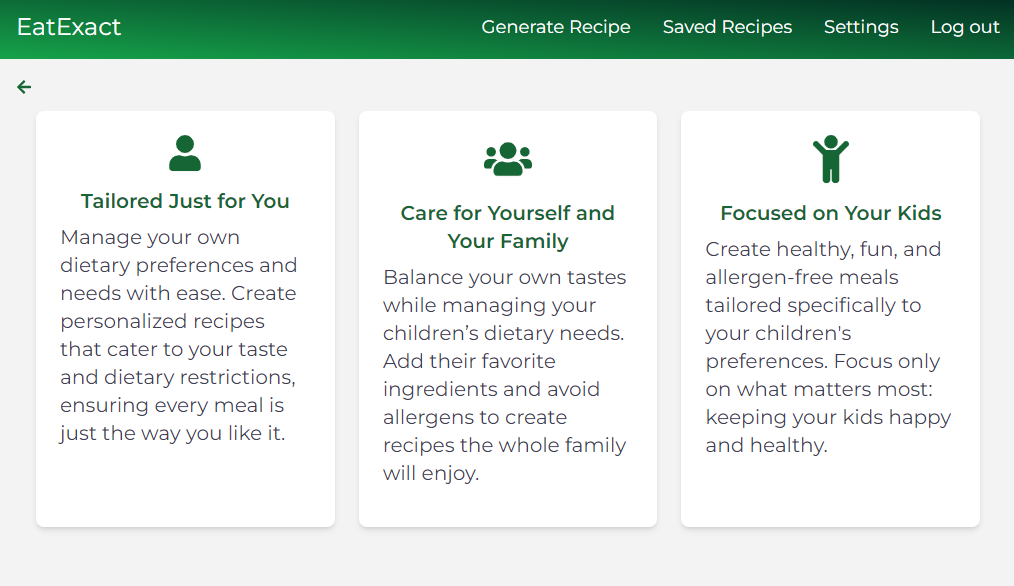 EatExact
Generate Recipe
Saved Recipes
Settings
Log out
Tailored Just for You
Manage your own
dietary preferences and
needs with ease. Create
personalized recipes
that cater to your taste
and dietary restrictions,
ensuring every meal is
just the way you like it.
Care for Yourself and
Your Family
Balance your own tastes
while managing your
children’s dietary needs.
Add their favorite
ingredients and avoid
allergens to create
recipes the whole family
will enjoy.
Focused on Your Kids
Create healthy, fun, and
allergen-free meals
tailored specifically to
your children's
preferences. Focus only
on what matters most:
keeping your kids happy
and healthy.